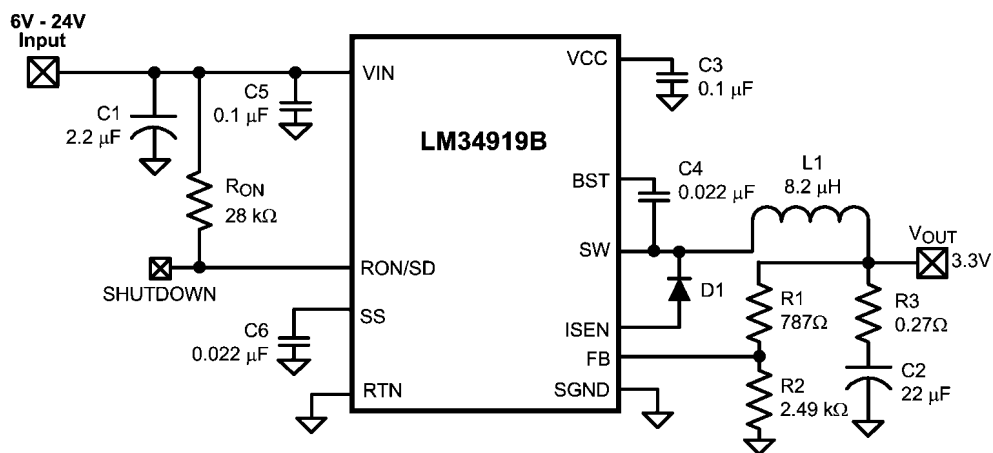 6V - 24V
Input
VIN
C1
2.2 μF
C5
0.1 μF
RON
28 kΩ
SHUTDOWN
RON/SD
C6
0.022 μF
SS
RTN
LM34919B
VCC
C3
0.1 μF
BST
C4
0.022 μF
L1
8.2 μH
SW
D1
ISEN
FB
SGND
VOUT
3.3V
R1
787Ω
R3
0.27Ω
R2
2.49 kΩ
C2
22 μF